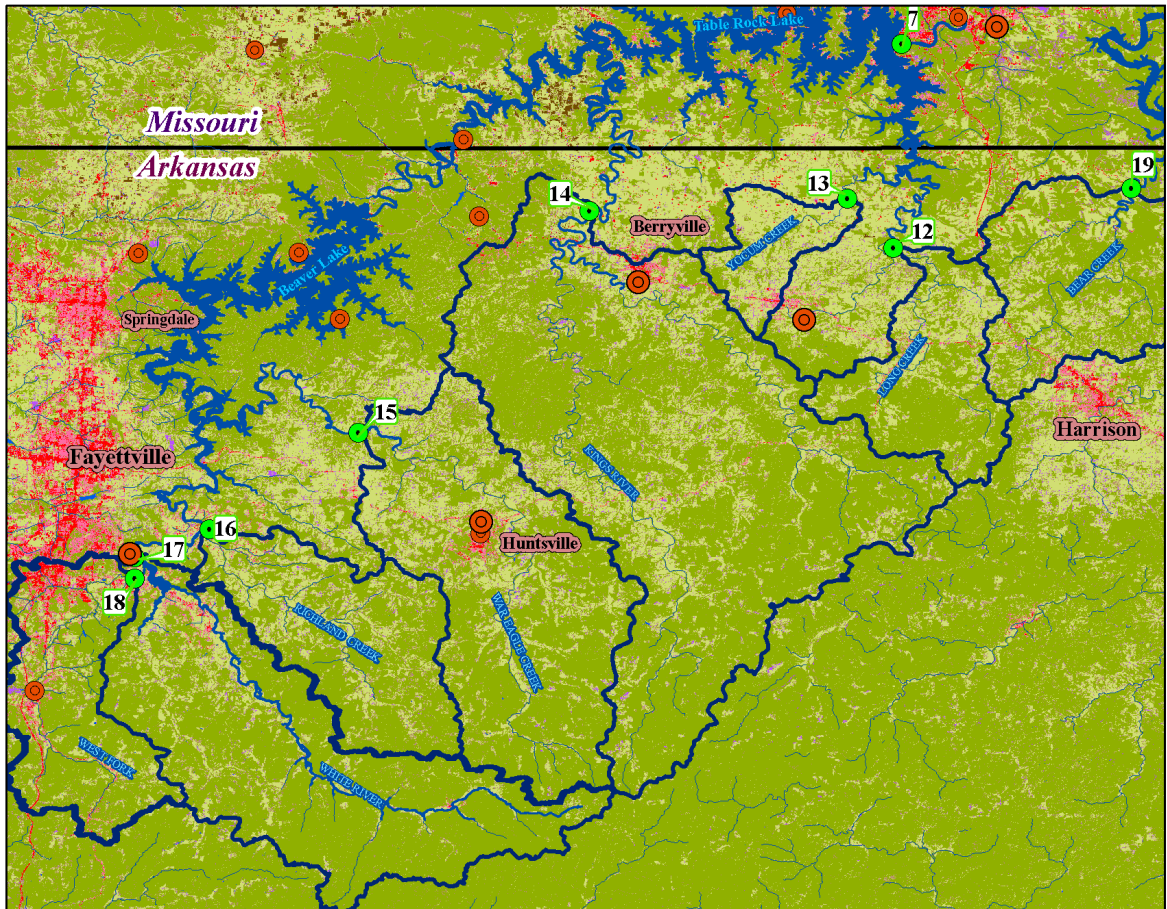 7
Table Rock Lake
Missouri
Arkansas
19
13
14
Berryville
YOCUM CREEK
12
BEAR CREEK
Beaver Lake
Springdale
LONG CREEK
15
Harrison
Fayettville
KINGS RIVER
16
17
Huntsville
18
RICHLAND CREEK
WAR EAGLE CREEK
WEST FORK
WHITE RIVER